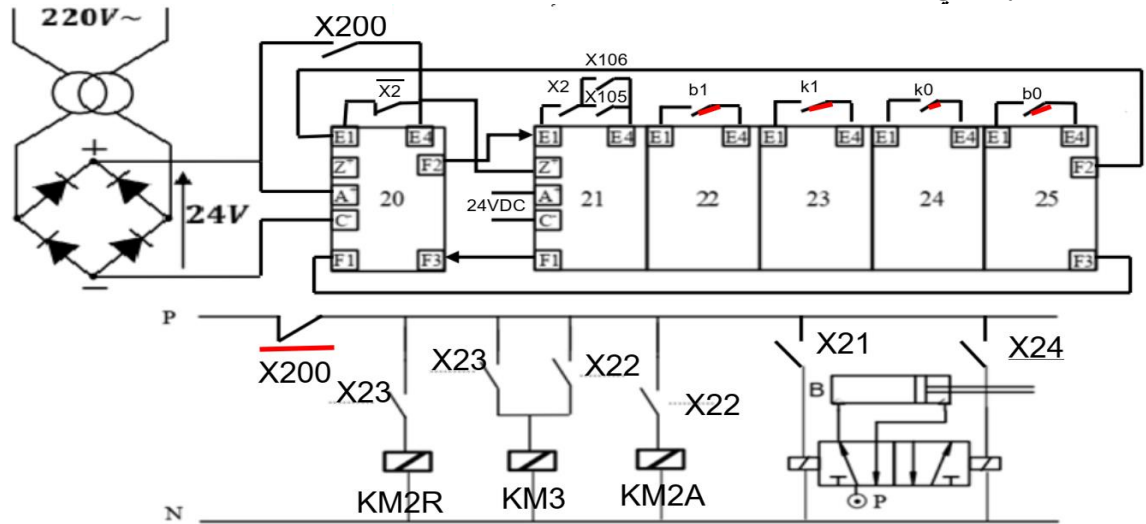 220V~
X200
X106
X2
X2
X105
b1
k1
k0
b0
+
E1
E4
E1
E4
E1
E4
E1
E4
E1
E4
E1
E4
F2
F2
Z
Z
24V
A
20
24VDC
A
21
22
23
24
25
C
C
F1
F3
F1
F3
−
P
X200
X23
X23
X22
X22
X21
X24
B
KM2R
KM3
KM2A
P
N